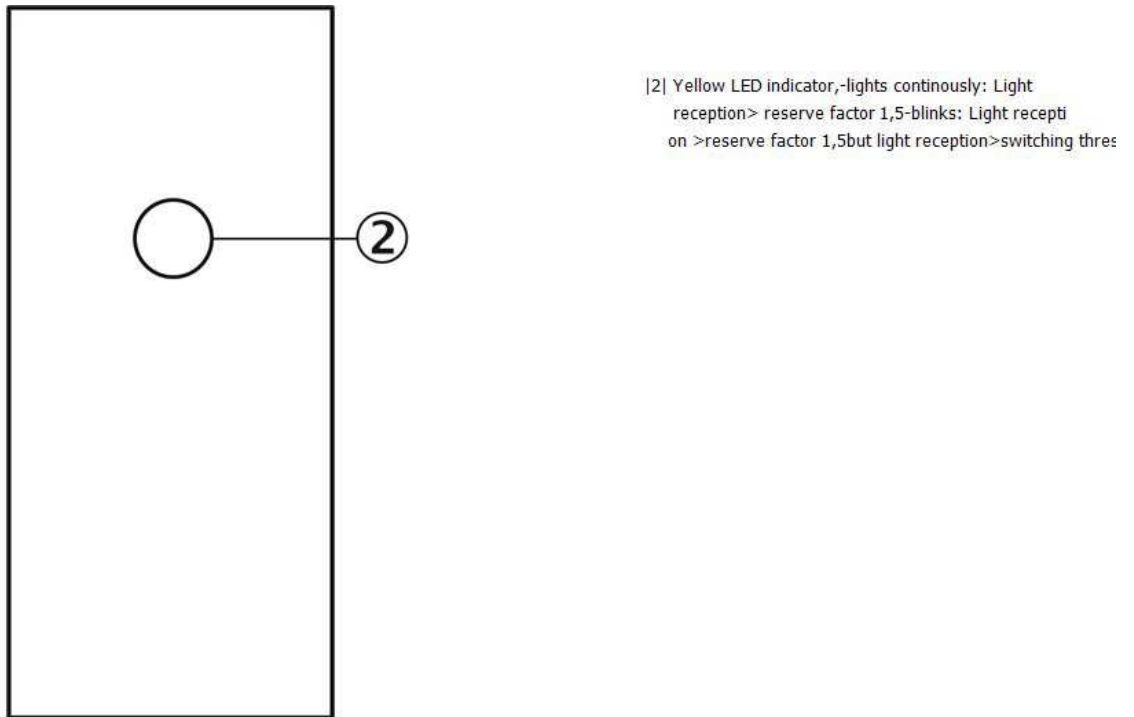 |2| Yellow LED indicator,-lights continously: Light
reception> reserve factor 1,5-blinks: Light recepti
on >reserve factor 1,5but light reception>switching thres
②